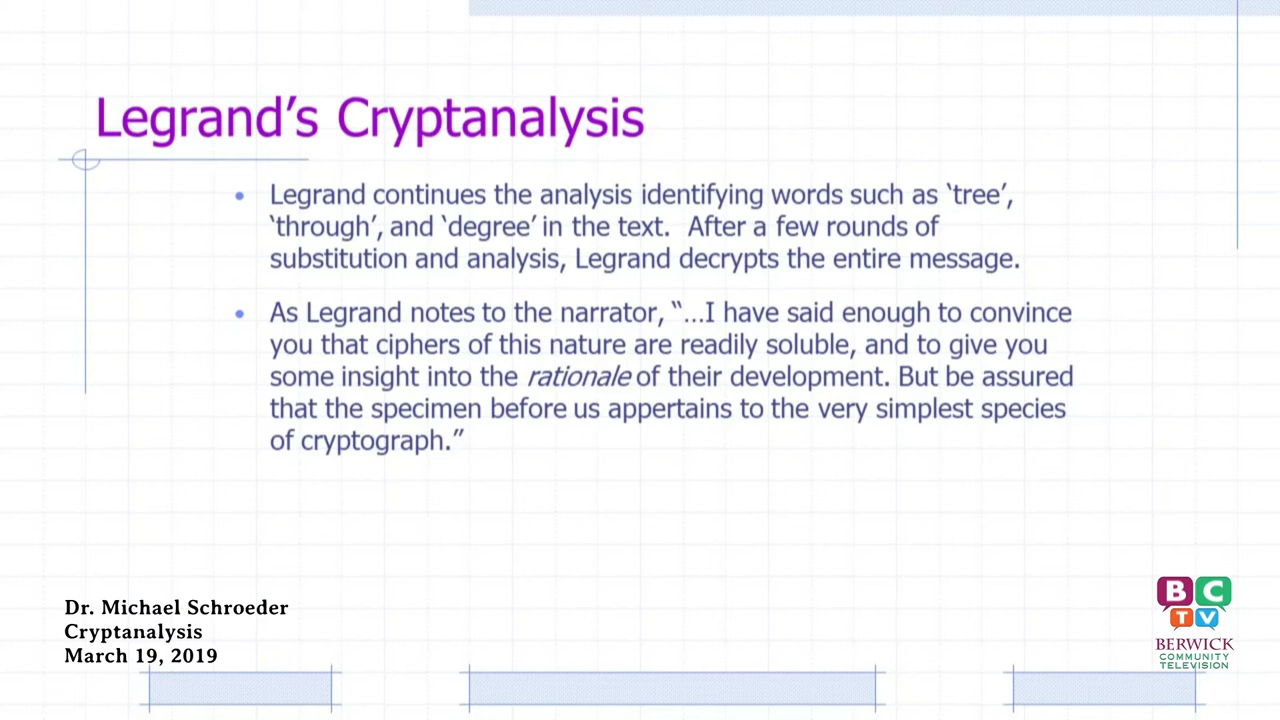 Legrand’s Cryptanalysis
• Legrand continues the analysis identifying words such as ‘tree’,
‘through’, and ‘degree’ in the text.  After a few rounds of
substitution and analysis, Legrand decrypts the entire message.
• As Legrand notes to the narrator, “…I have said enough to convince
you that ciphers of this nature are readily soluble, and to give you
some insight into the rationale of their development. But be assured
that the specimen before us appertains to the very simplest species
of cryptograph.”
Dr. Michael Schroeder
Cryptanalysis
March 19, 2019
BC
TV
BERWICK
COMMUNITY
TELEVISION